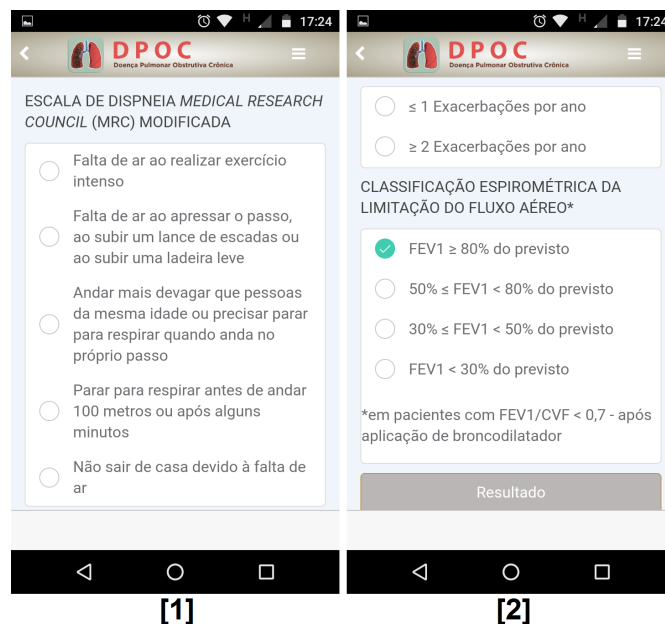 H 17:24
DPOC
Doença Pulmonar Obstrutiva Crônica
ESCALA DE DISPNEIA MEDICAL RESEARCH
COUNCIL (MRC) MODIFICADA
Falta de ar ao realizar exercício
intenso
Falta de ar ao apressar o passo,
ao subir um lance de escadas ou
ao subir uma ladeira leve
Andar mais devagar que pessoas
da mesma idade ou precisar parar
para respirar quando anda no
próprio passo
Parar para respirar antes de andar
100 metros ou após alguns
minutos
Não sair de casa devido à falta de
ar
[1]
H 17:24
DPOC
Doença Pulmonar Obstrutiva Crônica
≤ 1 Exacerbações por ano
≥ 2 Exacerbações por ano
CLASSIFICAÇÃO ESPIROMÉTRICA DA
LIMITAÇÃO DO FLUXO AÉREO*
FEV1 ≥ 80% do previsto
50% ≤ FEV1 < 80% do previsto
30% ≤ FEV1 < 50% do previsto
FEV1 < 30% do previsto
*em pacientes com FEV1/CVF < 0,7 - após
aplicação de broncodilatador
Resultado
[2]